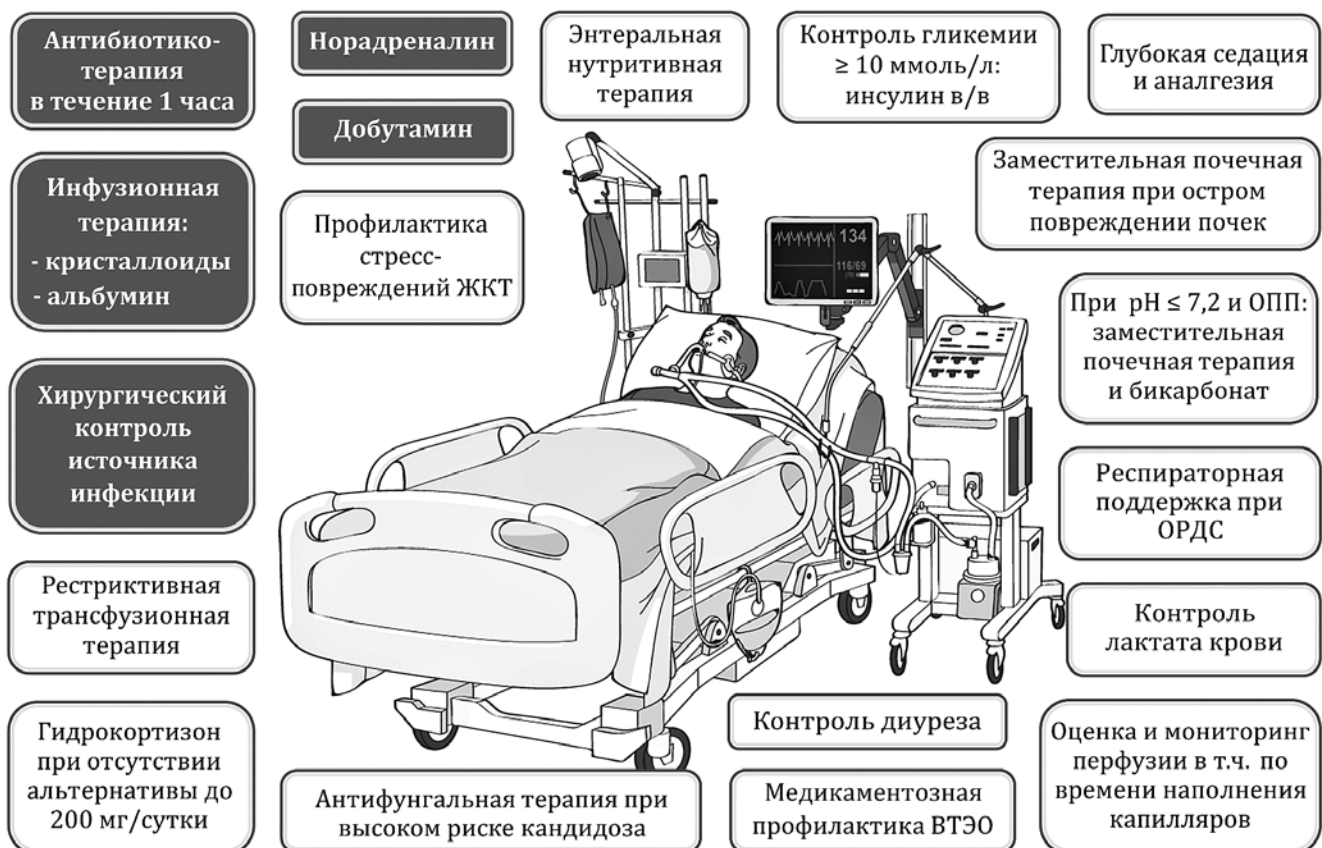 Антибиотико-
терапия
в течение 1 часа
Инфузионная
терапия:
- кристаллоиды
- альбумин
Хирургический
контроль
источника
инфекции
Рестриктивная
трансфузионная
терапия
Гидрокортизон
при отсутствии
альтернативы до
200 мг/сутки
Норадреналин
Добутамин
Профилактика
стресс-
повреждений ЖКТ
Энтеральная
нутритивная
терапия
Контроль гликемии
≥ 10 ммоль/л:
инсулин в/в
Глубокая седация
и аналгезия
Заместительная почечная
терапия при остром
повреждении почек
134
116/69
При pH ≤ 7,2 и ОПП:
заместительная
почечная терапия
и бикарбонат
Респираторная
поддержка при
ОРДС
Контроль
лактата крови
Оценка и мониторинг
перфузии в т.ч. по
времени наполнения
капилляров
Контроль диуреза
Медикаментозная
профилактика ВТЭО
Антифунгальная терапия при
высоком риске кандидоза